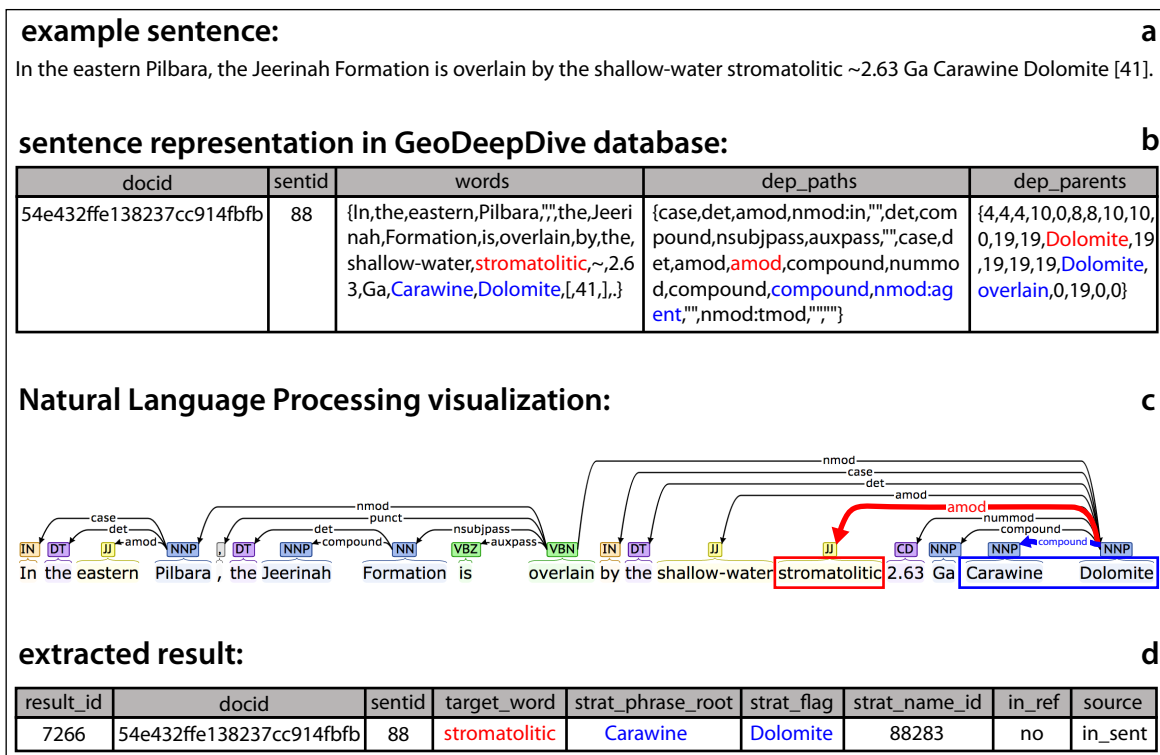 example sentence:
a
In the eastern Pilbara, the Jeerinah Formation is overlain by the shallow-water stromatolitic ~2.63 Ga Carawine Dolomite [41].
sentence representation in GeoDeepDive database:
b
docid sentid words dep_paths dep_parents
54e432ffe138237cc914fbfb 88
{In,the,eastern,Pilbara,",",the,Jeeri
nah,Formation,is,overlain,by,the,
shallow-water,stromatolitic,~,2.6
3,Ga,Carawine,Dolomite,[,41,],.}
{case,det,amod,nmod:in,"",det,com
pound,nsubjpass,auxpass,"",case,d
et,amod,amod,compound,nummo
d,compound,compound,nmod:ag
ent,"",nmod:tmod,"",""}
{4,4,4,10,0,8,8,10,10,
0,19,19,Dolomite,19
,19,19,19,Dolomite,
overlain,0,19,0,0}
Natural Language Processing visualization:
c
nmod
case
det
amod
nmod amod
case punct nummod
det det nsubjpass compound
amod compound auxpass compound
IN DT JJ NNP , DT NNP NN VBZ VBN IN DT JJ JJ CD NNP NNP NNP
In the eastern Pilbara , the Jeerinah Formation is overlain by the shallow-water stromatolitic 2.63 Ga Carawine Dolomite
extracted result:
d
result_id docid sentid target_word strat_phrase_root strat_flag strat_name_id in_ref source
7266 54e432ffe138237cc914fbfb 88 stromatolitic Carawine Dolomite 88283 no in_sent